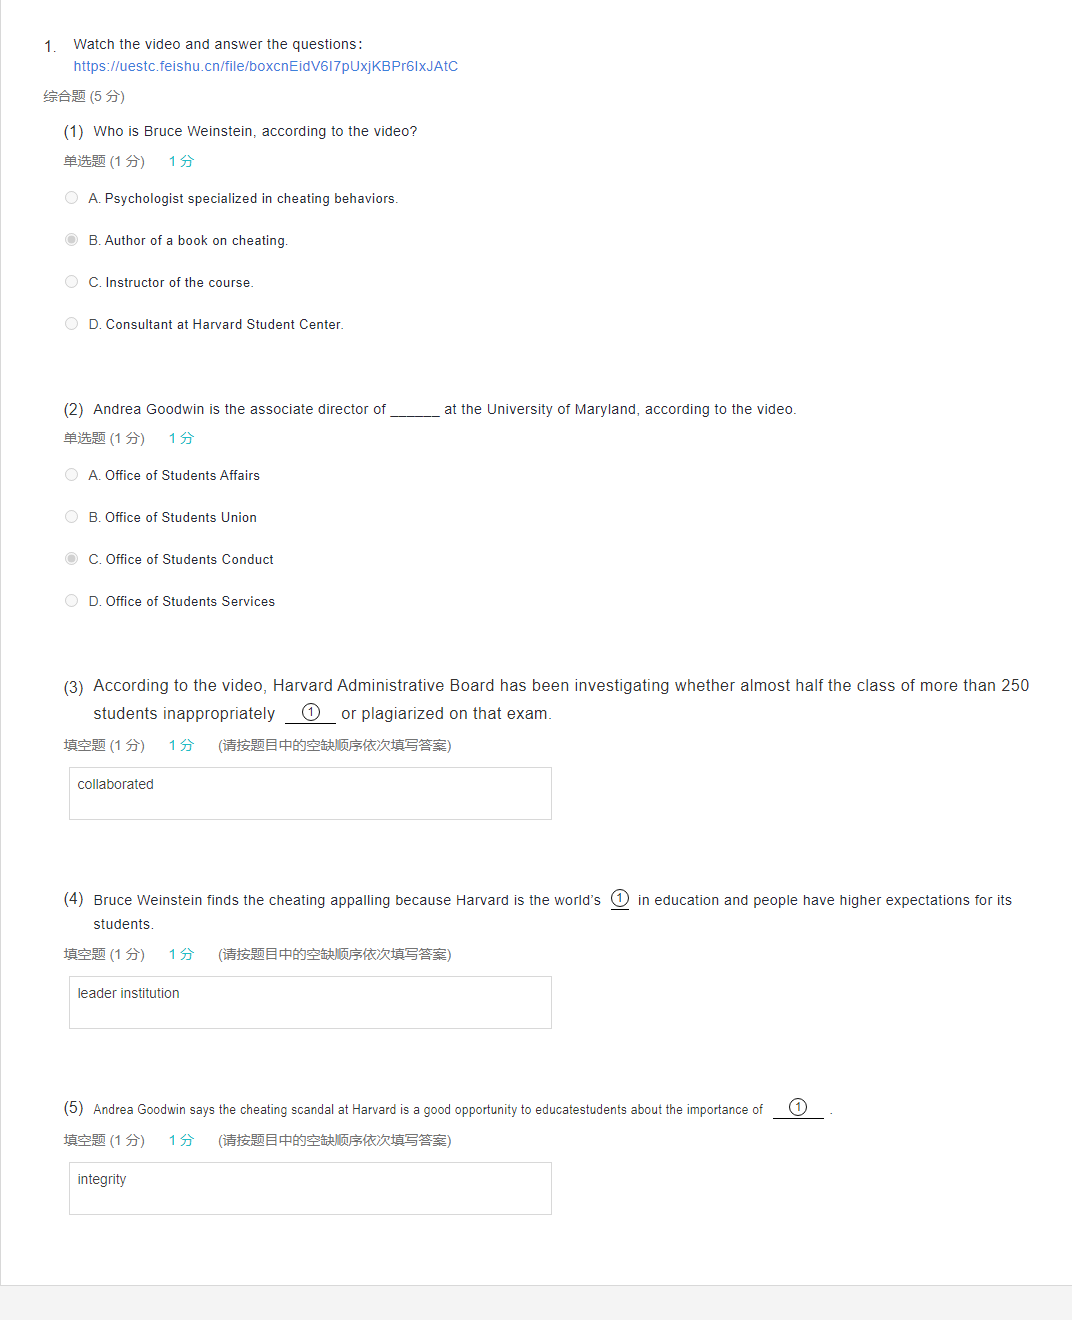 1. Watch the video and answer the questions:
https://uestc.feishu.cn/file/boxcnEidV6I7pUxjKBPr6IxJAtC
综合题 (5 分)
(1) Who is Bruce Weinstein, according to the video?
单选题 (1 分) 1 分
A. Psychologist specialized in cheating behaviors.
B. Author of a book on cheating.
C. Instructor of the course.
D. Consultant at Harvard Student Center.
(2) Andrea Goodwin is the associate director of ______ at the University of Maryland, according to the video.
单选题 (1 分) 1 分
A. Office of Students Affairs
B. Office of Students Union
C. Office of Students Conduct
D. Office of Students Services
(3) According to the video, Harvard Administrative Board has been investigating whether almost half the class of more than 250
students inappropriately ① or plagiarized on that exam.
填空题 (1 分) 1 分 (请按题目中的空缺顺序依次填写答案)
collaborated
(4) Bruce Weinstein finds the cheating appalling because Harvard is the world's ① in education and people have higher expectations for its
students.
填空题 (1 分) 1 分 (请按题目中的空缺顺序依次填写答案)
leader institution
(5) Andrea Goodwin says the cheating scandal at Harvard is a good opportunity to educatestudents about the importance of ① .
填空题 (1 分) 1 分 (请按题目中的空缺顺序依次填写答案)
integrity